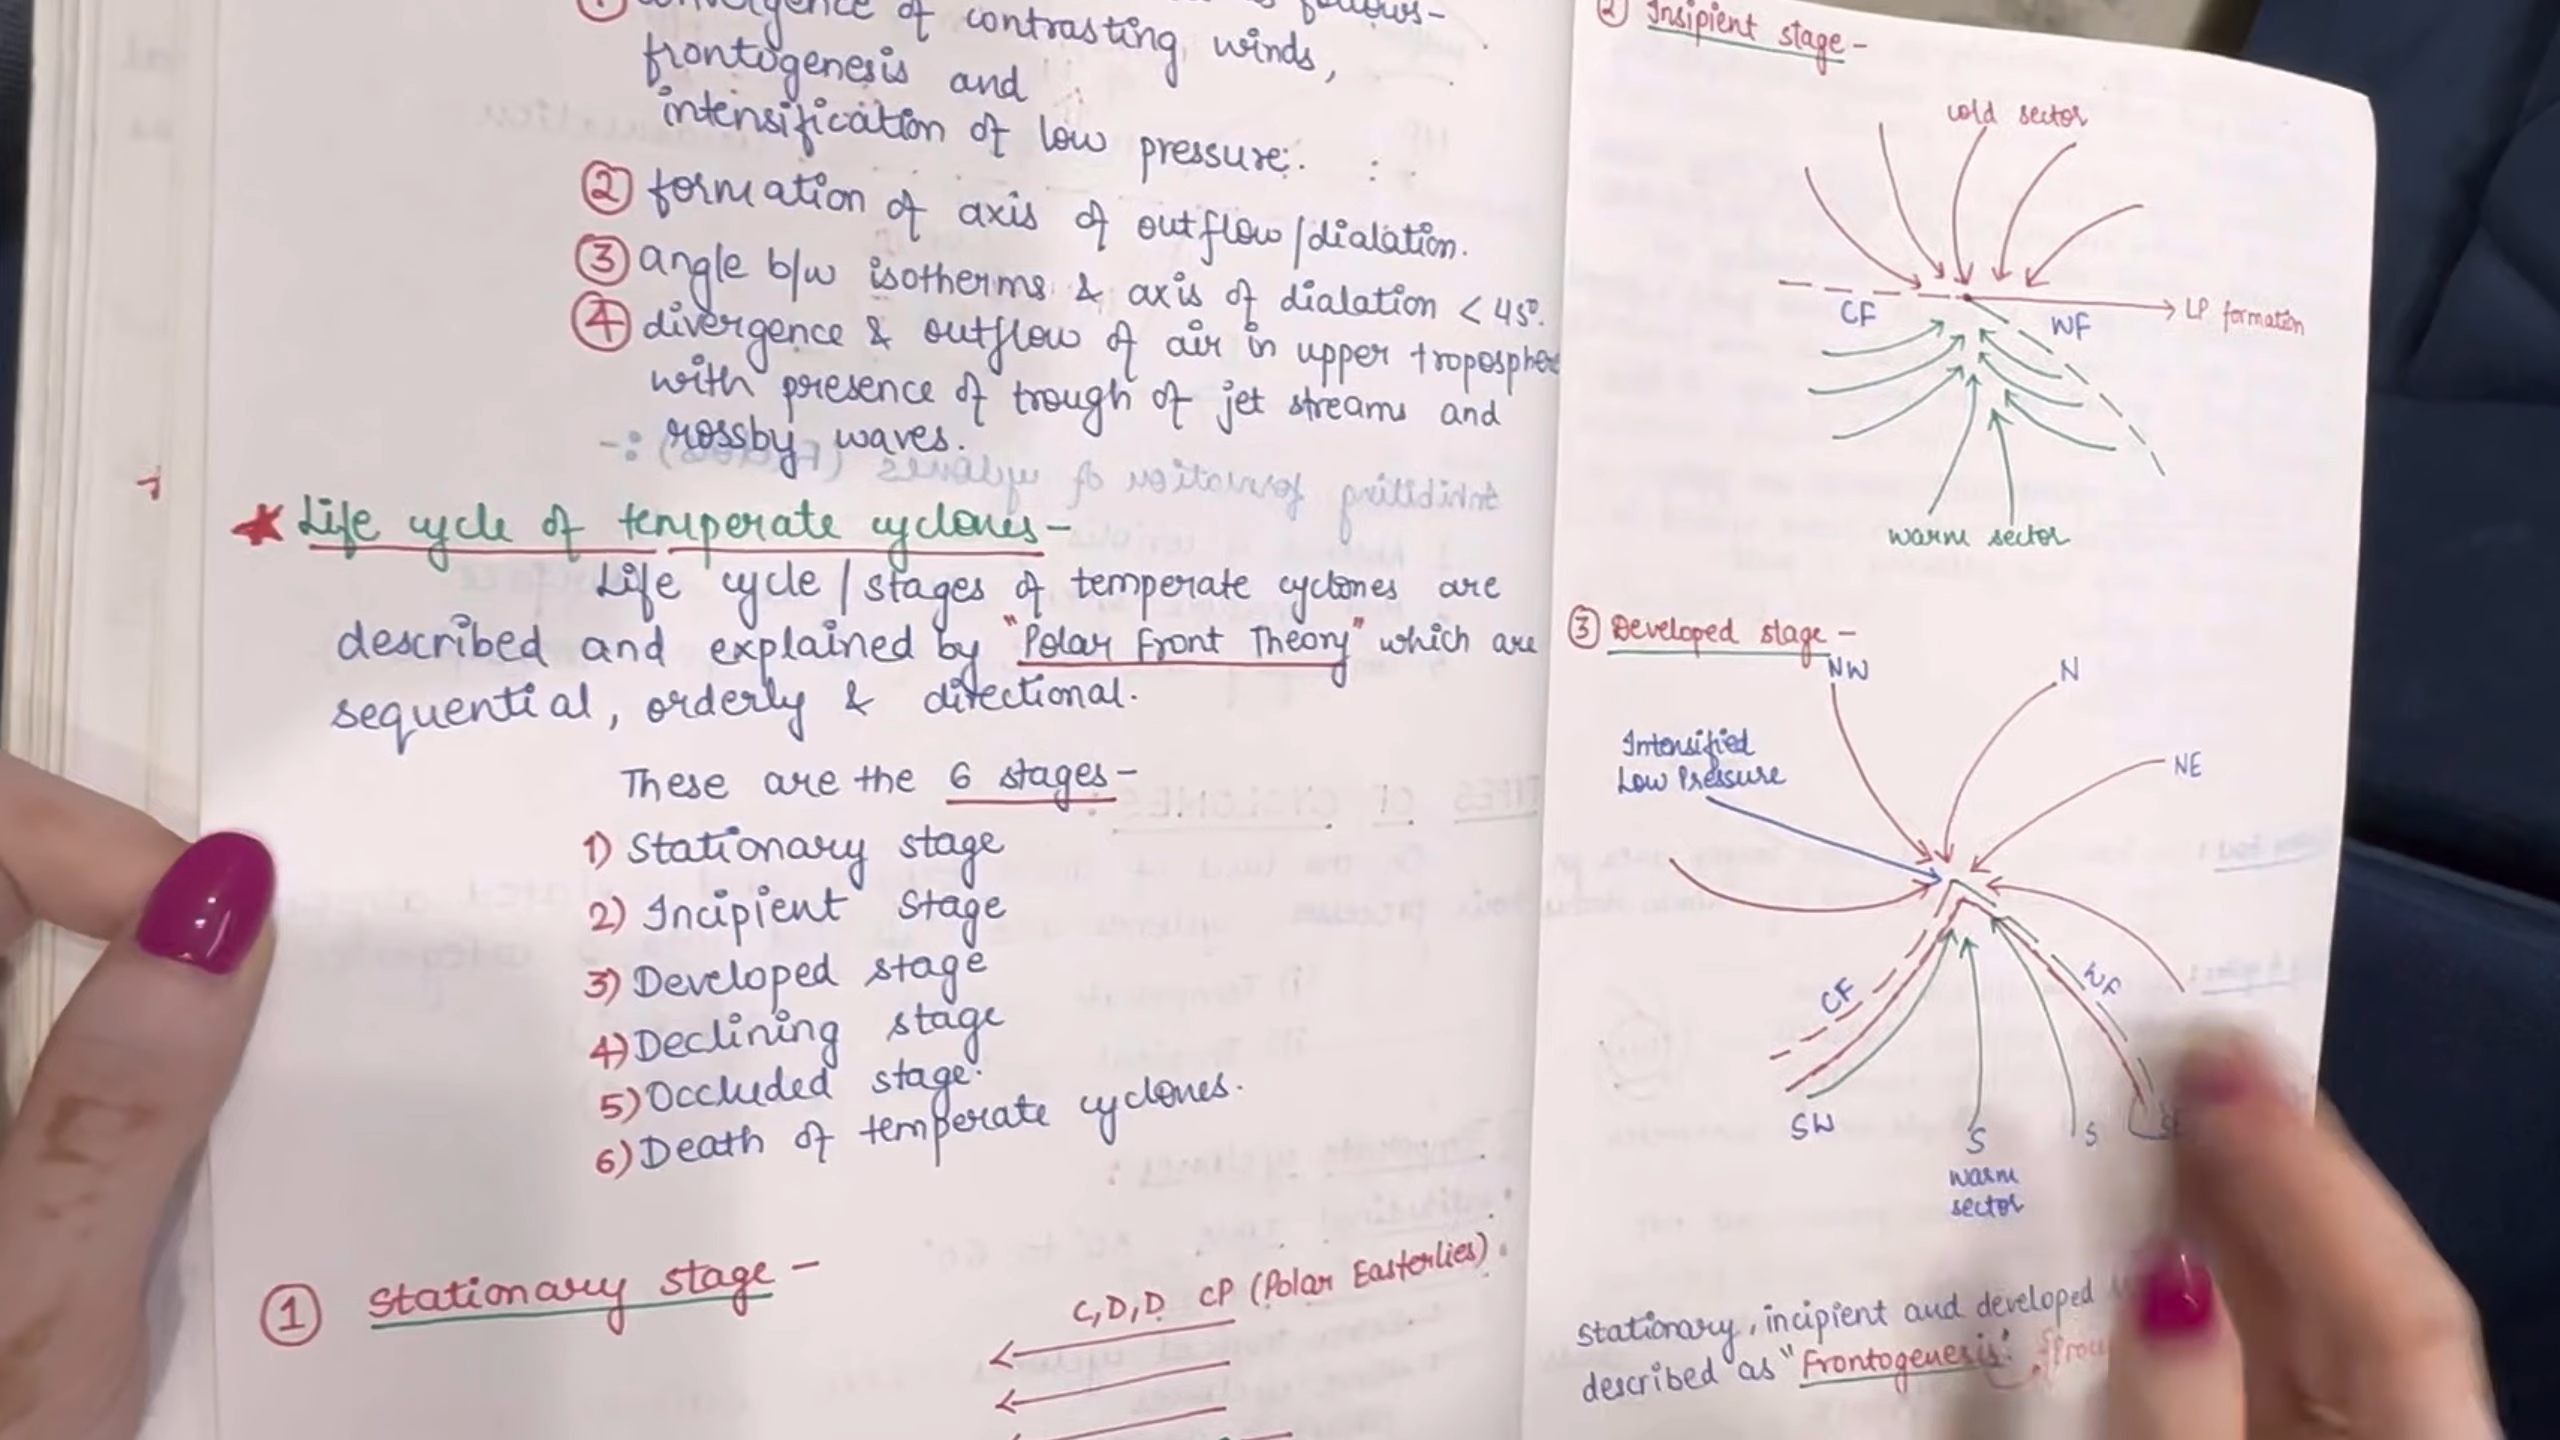 ① convergence of contrasting winds,
frontogenesis and
intensification of low pressure.
② formation of axis of outflow/dialation.
③ angle b/w isotherms & axis of dialation < 45°.
④ divergence & outflow of air in upper troposphere
with presence of trough of jet streams and
rossby waves.
Life cycle of temperate cyclones -
Life cycle / stages of temperate cyclones are
described and explained by "Polar Front Theory" which are
sequential, orderly & directional.
These are the 6 stages -
1) Stationary stage
2) Incipient Stage
3) Developed stage
4) Declining stage
5) Occluded stage.
6) Death of temperate cyclones.
① Stationary stage -
C, D, D cP (Polar Easterlies).
② Insipient stage -
cold sector
CF
WF
LP formation
warm sector
③ Developed stage -
NW
N
Intensified
Low Pressure
NE
CF
WF
SW
S
S
SE
warm
sector
Stationary, incipient and developed
described as "Frontogenesis".